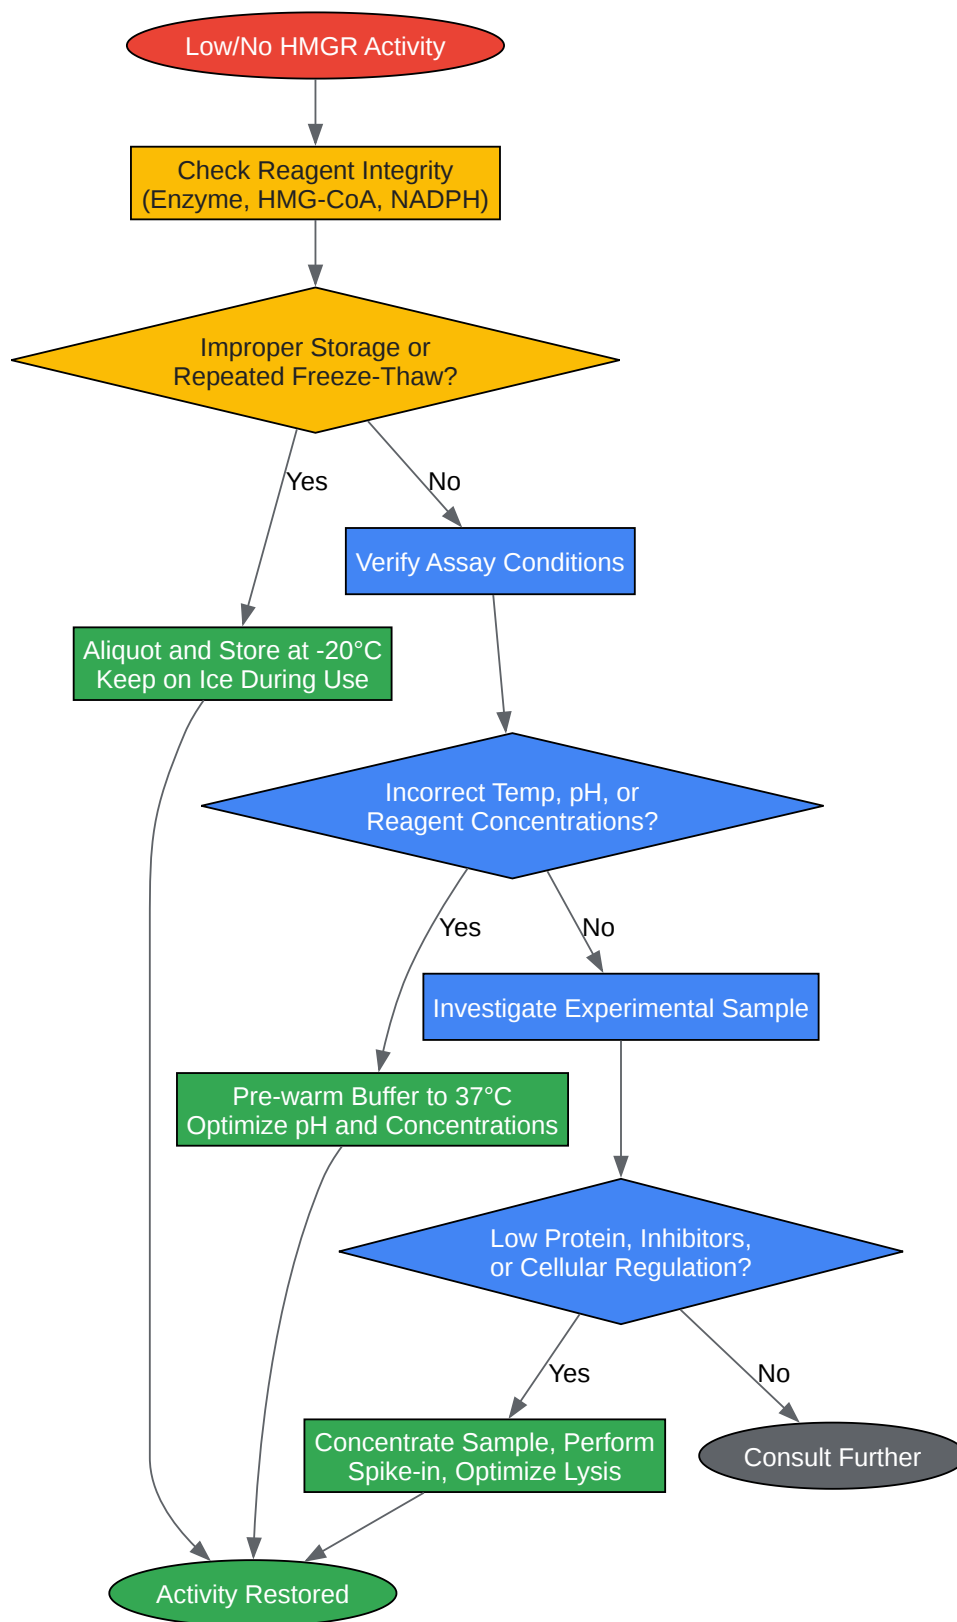 Low/No HMGR Activity
Check Reagent Integrity
(Enzyme, HMG-CoA, NADPH)
Improper Storage or
Repeated Freeze-Thaw?
Yes
No
Verify Assay Conditions
Aliquot and Store at -20°C
Keep on Ice During Use
Incorrect Temp, pH, or
Reagent Concentrations?
Yes
No
Investigate Experimental Sample
Pre-warm Buffer to 37°C
Optimize pH and Concentrations
Low Protein, Inhibitors,
or Cellular Regulation?
Yes
No
Concentrate Sample, Perform
Spike-in, Optimize Lysis
Consult Further
Activity Restored